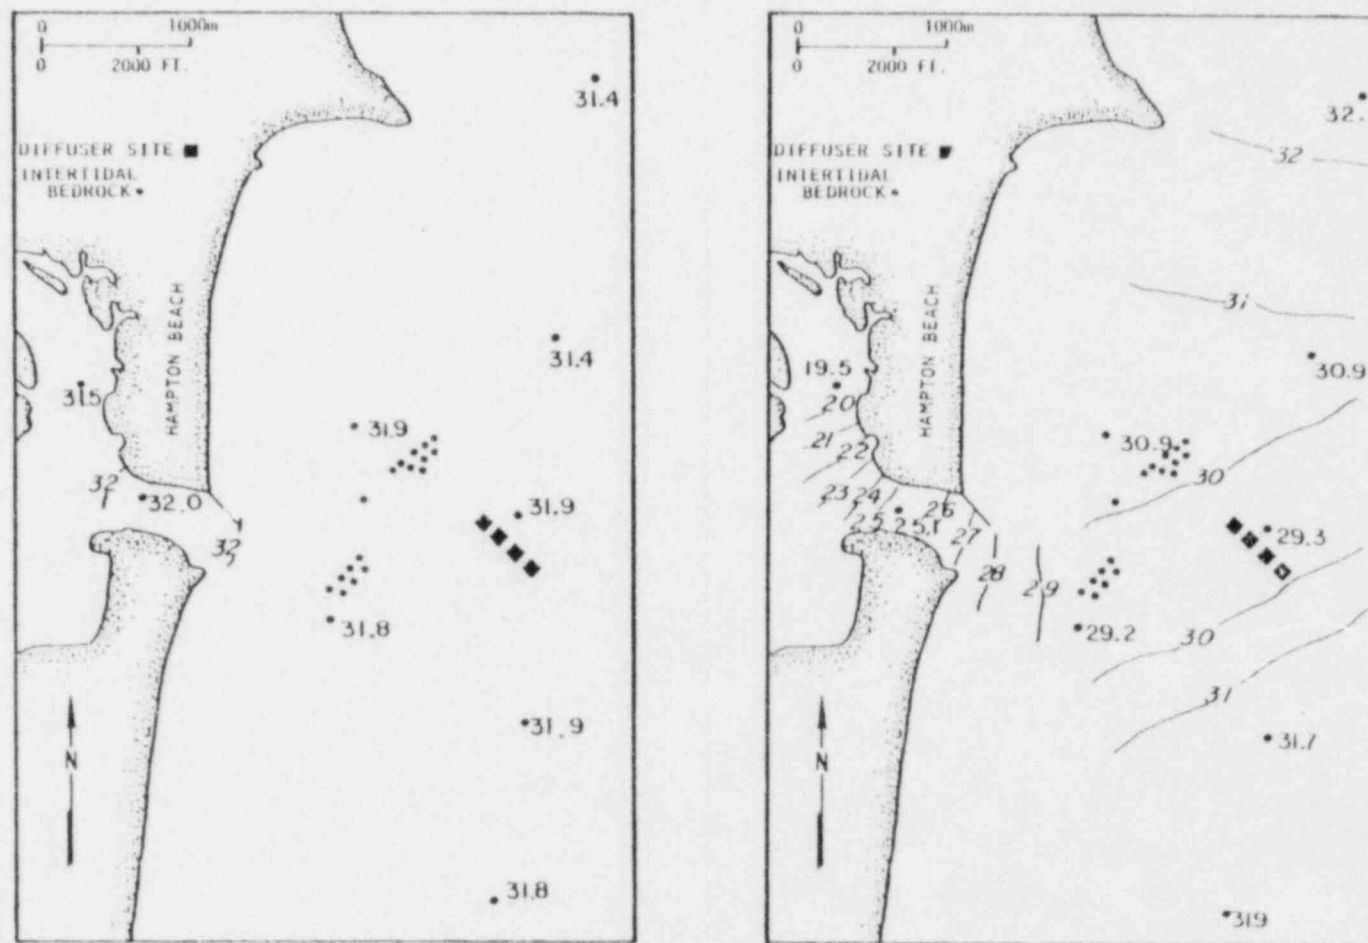 0 1000m
0 2000 FT.
31.4
DIFFUSER SITE
INTERTIDAL
BEDROCK
HAMPTON BEACH
31.4
31.5
31.9
32
32.0
31.9
32
31.8
31.9
N
31.8
0 1000m
0 2000 FT.
32.
32
DIFFUSER SITE
INTERTIDAL
BEDROCK
HAMPTON BEACH
31
19.5
30.9
20
21
22
30.9
30
23
24
25
25.1
26
27
29.3
28
29
30
29.2
31
N
31.7
31.9